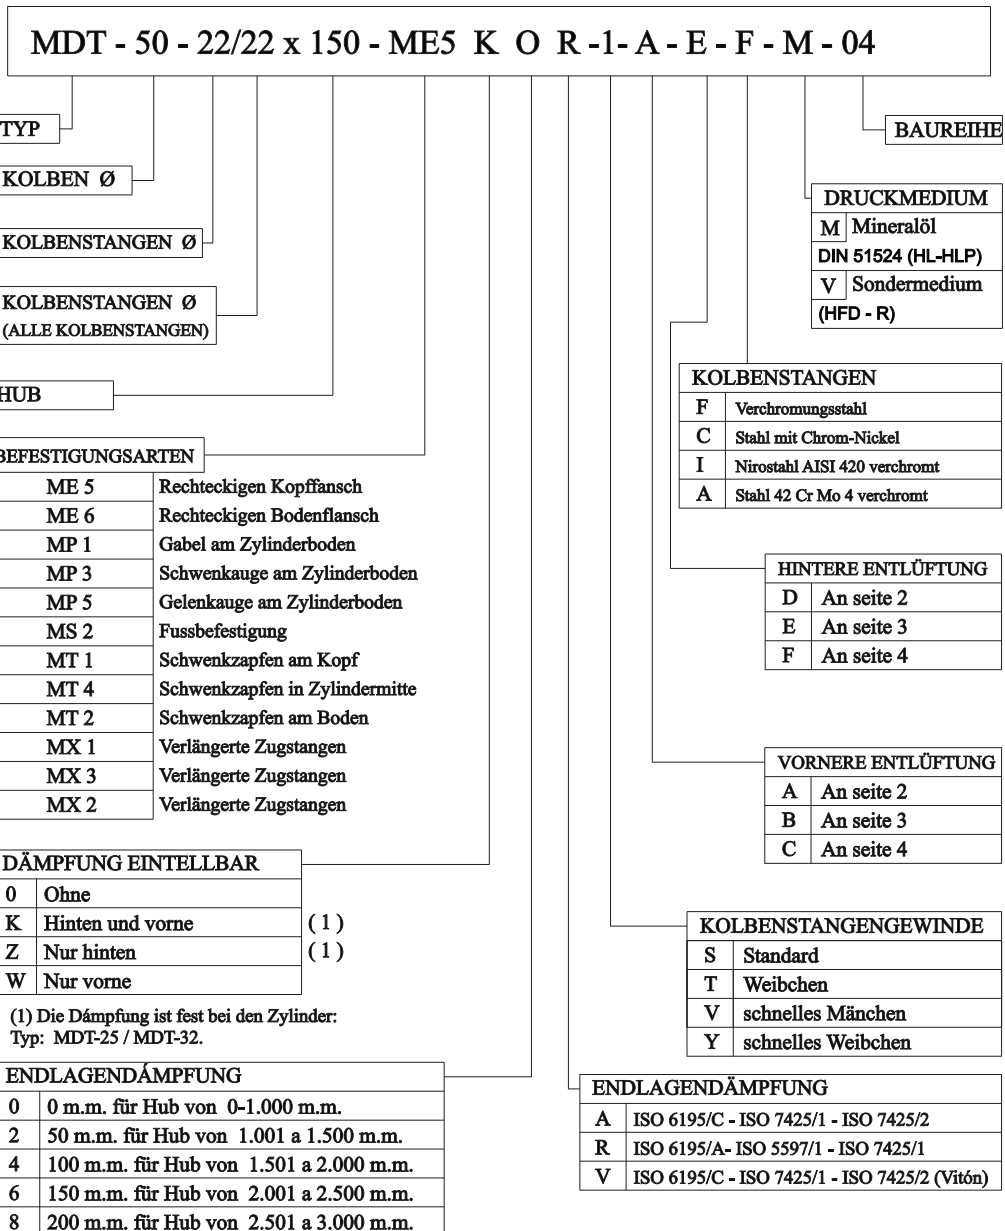 MDT - 50 - 22/22 x 150 - ME5 K O R -1- A - E - F - M - 04
TYP
KOLBEN Ø
KOLBENSTANGEN Ø
KOLBENSTANGEN Ø
(ALLE KOLBENSTANGEN)
HUB
BEFESTIGUNGSARTEN
ME 5 Rechteckigen Kopffansch
ME 6 Rechteckigen Bodenflansch
MP 1 Gabel am Zylinderboden
MP 3 Schwenkauge am Zylinderboden
MP 5 Gelenkauge am Zylinderboden
MS 2 Fussbefestigung
MT 1 Schwenkzapfen am Kopf
MT 4 Schwenkzapfen in Zylindermitte
MT 2 Schwenkzapfen am Boden
MX 1 Verlängerte Zugstangen
MX 3 Verlängerte Zugstangen
MX 2 Verlängerte Zugstangen
DÄMPFUNG EINTELLBAR
0 Ohne
K Hinten und vorne ( 1 )
Z Nur hinten ( 1 )
W Nur vorne
(1) Die Dámpfung ist fest bei den Zylinder:
Typ: MDT-25 / MDT-32.
ENDLAGENDÁMPFUNG
0 0 m.m. für Hub von 0-1.000 m.m.
2 50 m.m. für Hub von 1.001 a 1.500 m.m.
4 100 m.m. für Hub von 1.501 a 2.000 m.m.
6 150 m.m. für Hub von 2.001 a 2.500 m.m.
8 200 m.m. für Hub von 2.501 a 3.000 m.m.
BAUREIHE
DRUCKMEDIUM
M Mineralöl
DIN 51524 (HL-HLP)
V Sondermedium
(HFD - R)
KOLBENSTANGEN
F Verchromungsstahl
C Stahl mit Chrom-Nickel
I Nirostahl AISI 420 verchromt
A Stahl 42 Cr Mo 4 verchromt
HINTERE ENTLÜFTUNG
D An seite 2
E An seite 3
F An seite 4
VORNERE ENTLÜFTUNG
A An seite 2
B An seite 3
C An seite 4
KOLBENSTANGENGEWINDE
S Standard
T Weibchen
V schnelles Mänchen
Y schnelles Weibchen
ENDLAGENDÄMPFUNG
A ISO 6195/C - ISO 7425/1 - ISO 7425/2
R ISO 6195/A- ISO 5597/1 - ISO 7425/1
V ISO 6195/C - ISO 7425/1 - ISO 7425/2 (Vitón)